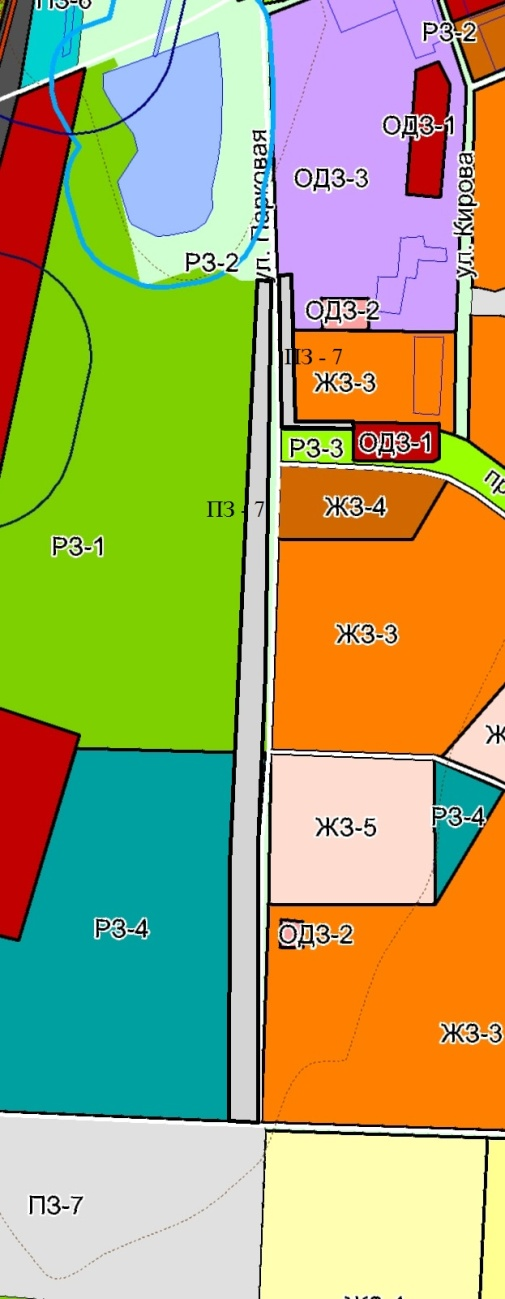 ПЗ-6
РЗ-2
ОДЗ-1
ул. Парковая
ОДЗ-3
ул. Кирова
РЗ-2
ОДЗ-2
ПЗ - 7
ЖЗ-3
РЗ-3
ОДЗ-1
ЖЗ-4
ПЗ - 7
РЗ-1
ЖЗ-3
ЖЗ-5
РЗ-4
РЗ-4
ОДЗ-2
ЖЗ-3
ПЗ-7